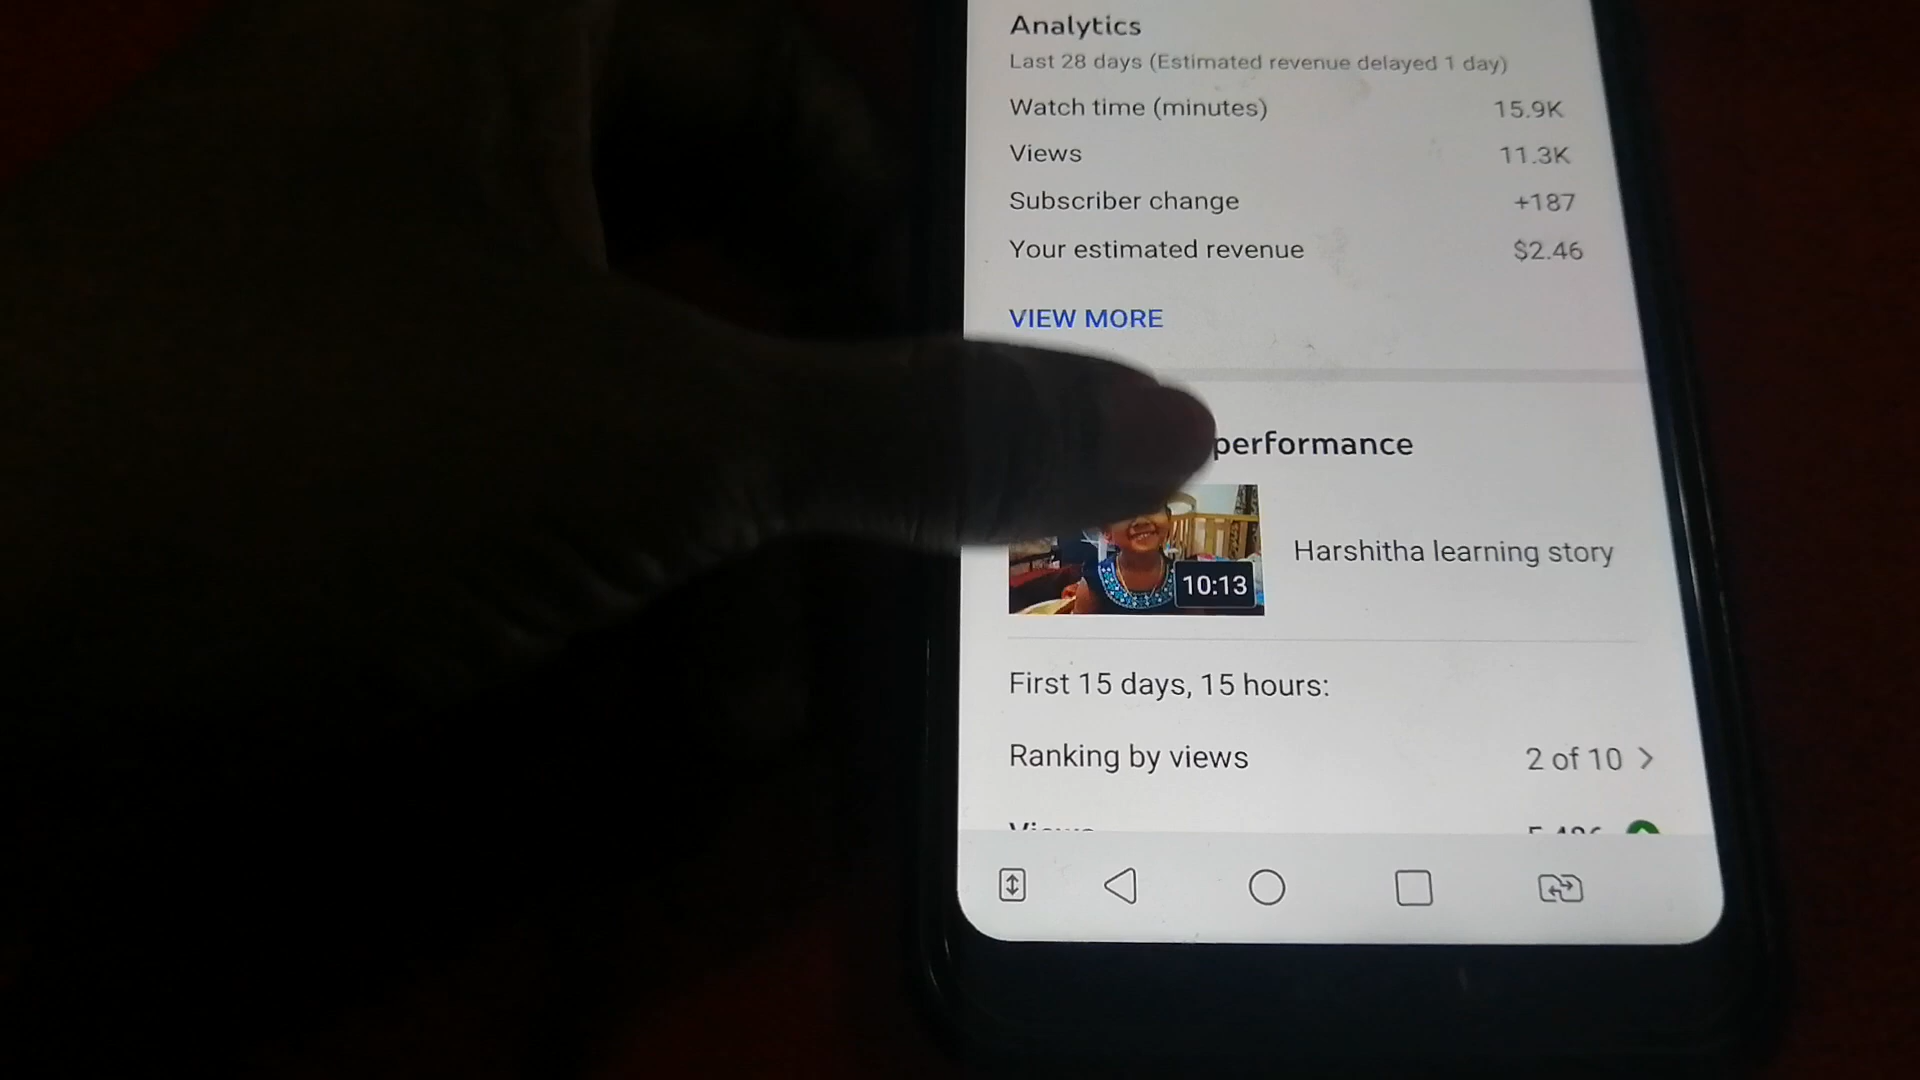 Analytics
Last 28 days (Estimated revenue delayed 1 day)
Watch time (minutes) 15.9K
Views 11.3K
Subscriber change +187
Your estimated revenue $2.46
VIEW MORE
performance
10:13
Harshitha learning story
First 15 days, 15 hours:
Ranking by views 2 of 10
Views